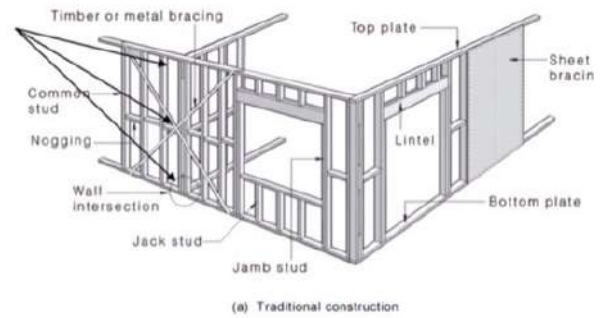 Timber or metal bracing
Top plate
Sheet
bracin
Common
stud
Nogging
Lintel
Wall
intersection
Bottom plate
Jack stud
Jamb stud
(a) Traditional construction